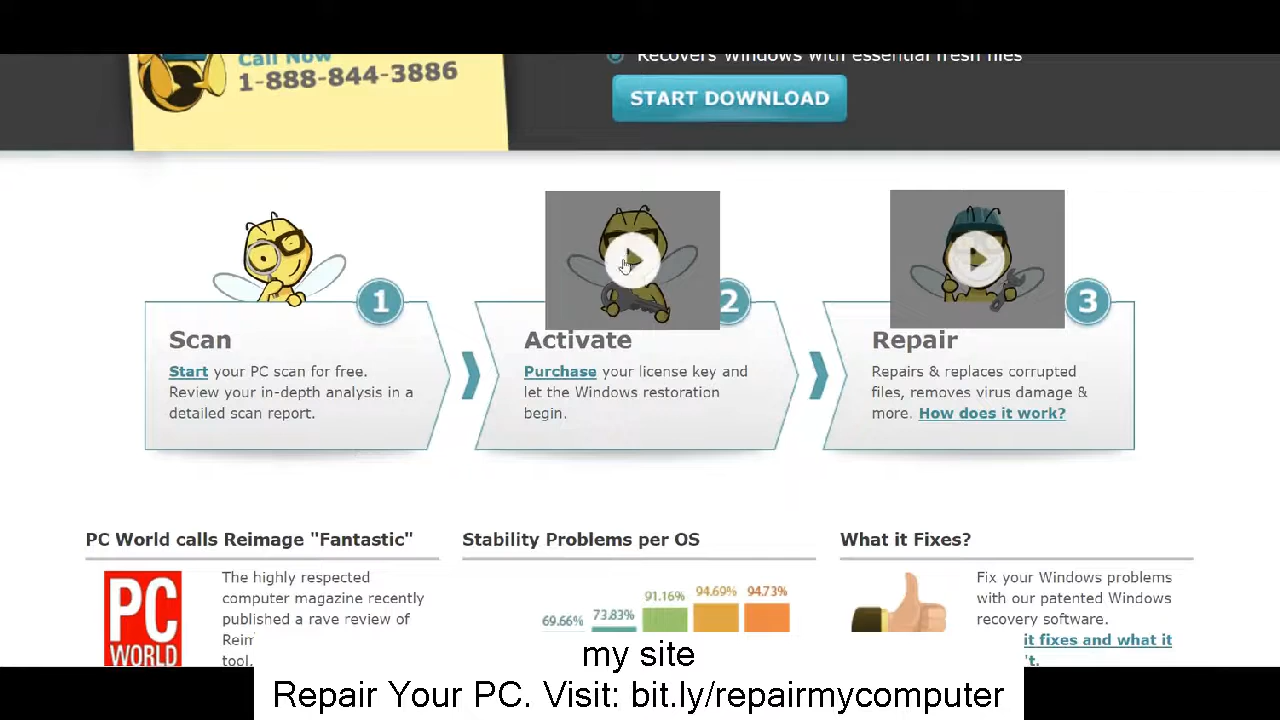 Call Now
1-888-844-3886
Recovers Windows with essential fresh files
START DOWNLOAD
1
2
3
Scan
Start your PC scan for free.
Review your in-depth analysis in a
detailed scan report.
Activate
Purchase your license key and
let the Windows restoration
begin.
Repair
Repairs & replaces corrupted
files, removes virus damage &
more. How does it work?
PC World calls Reimage "Fantastic"
PC
WORLD
The highly respected
computer magazine recently
published a rave review of
tool.
Stability Problems per OS
69.66%
73.83%
91.16%
94.69%
94.73%
What it Fixes?
Fix your Windows problems
with our patented Windows
recovery software.
it fixes and what it
my site
Repair Your PC. Visit: bit.ly/repairmycomputer